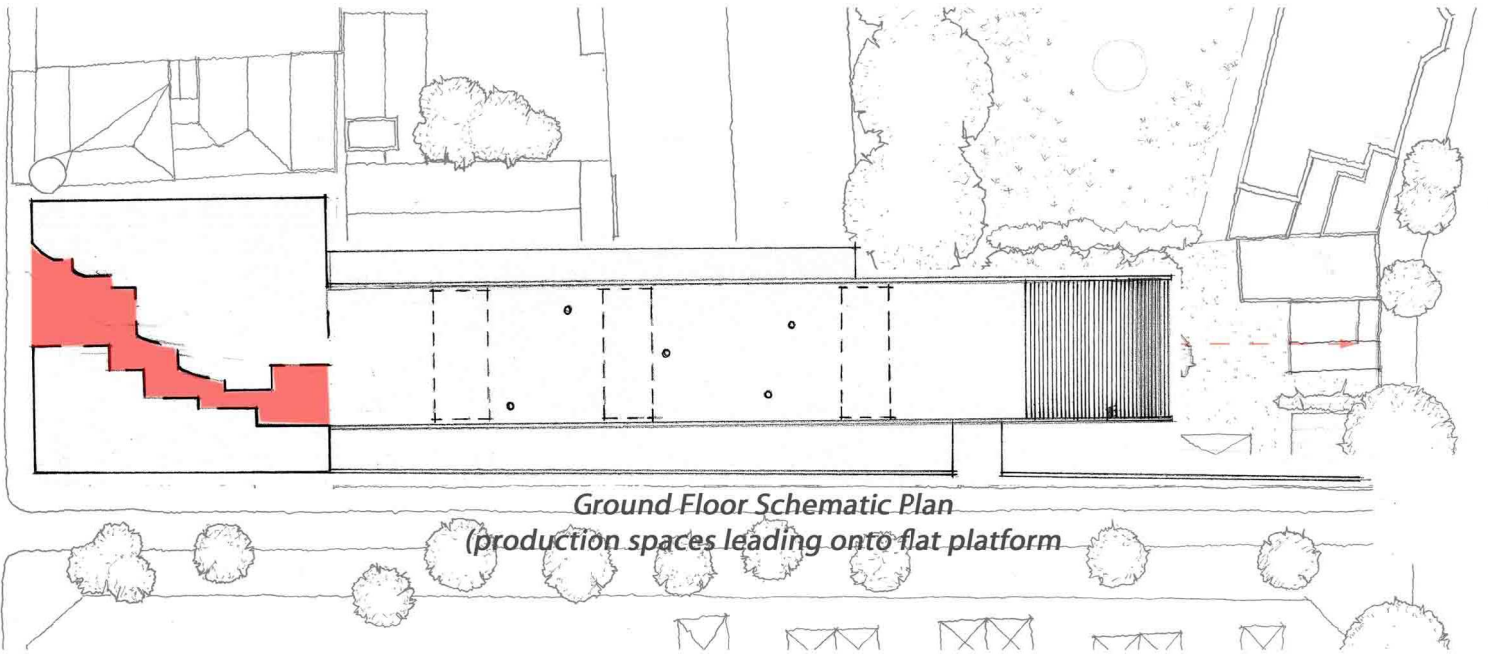 Ground Floor Schematic Plan
(production spaces leading onto flat platform